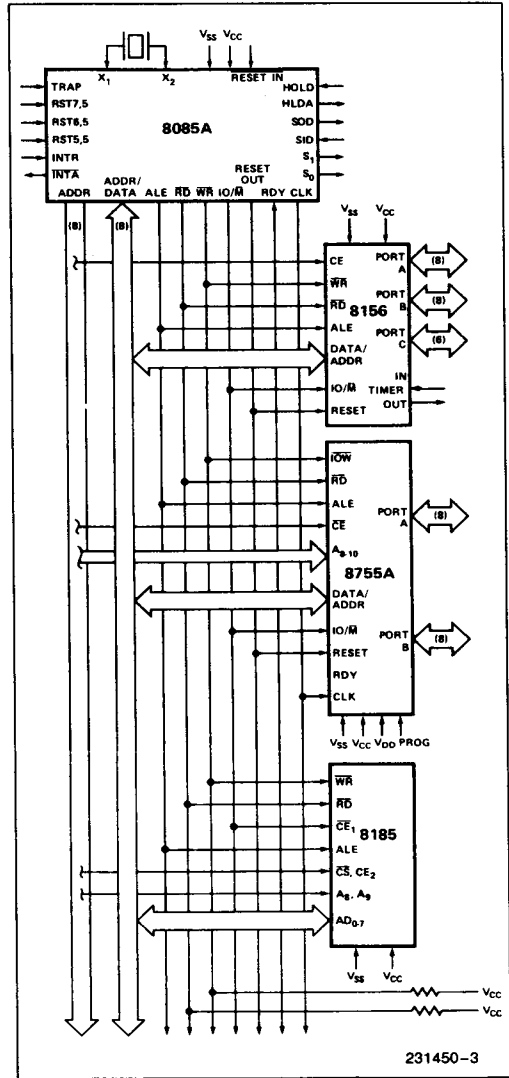 VSS VCC
X1 X2 RESET IN
TRAP HOLD
RST7,5 HLDA
RST6,5 8085A SOD
RST5,5 SID
INTR S1
INTA S0
ADDR ADDR/DATA ALE RD WR IO/M RESET OUT RDY CLK
(8) (8)
VSS VCC
CE PORT A (8)
WR
RD PORT B (8)
8156
ALE PORT C (6)
DATA/ADDR
IO/M IN
TIMER
RESET OUT
IOW
RD
ALE PORT A (8)
CE
A8-10
8755A
DATA/ADDR
IO/M PORT B (8)
RESET
RDY
CLK
VSS VCC VDD PROG
WR
8185
RD
CE1
ALE
CS, CE2
A8, A9
AD0-7
VSS VCC
VCC
VCC
231450-3